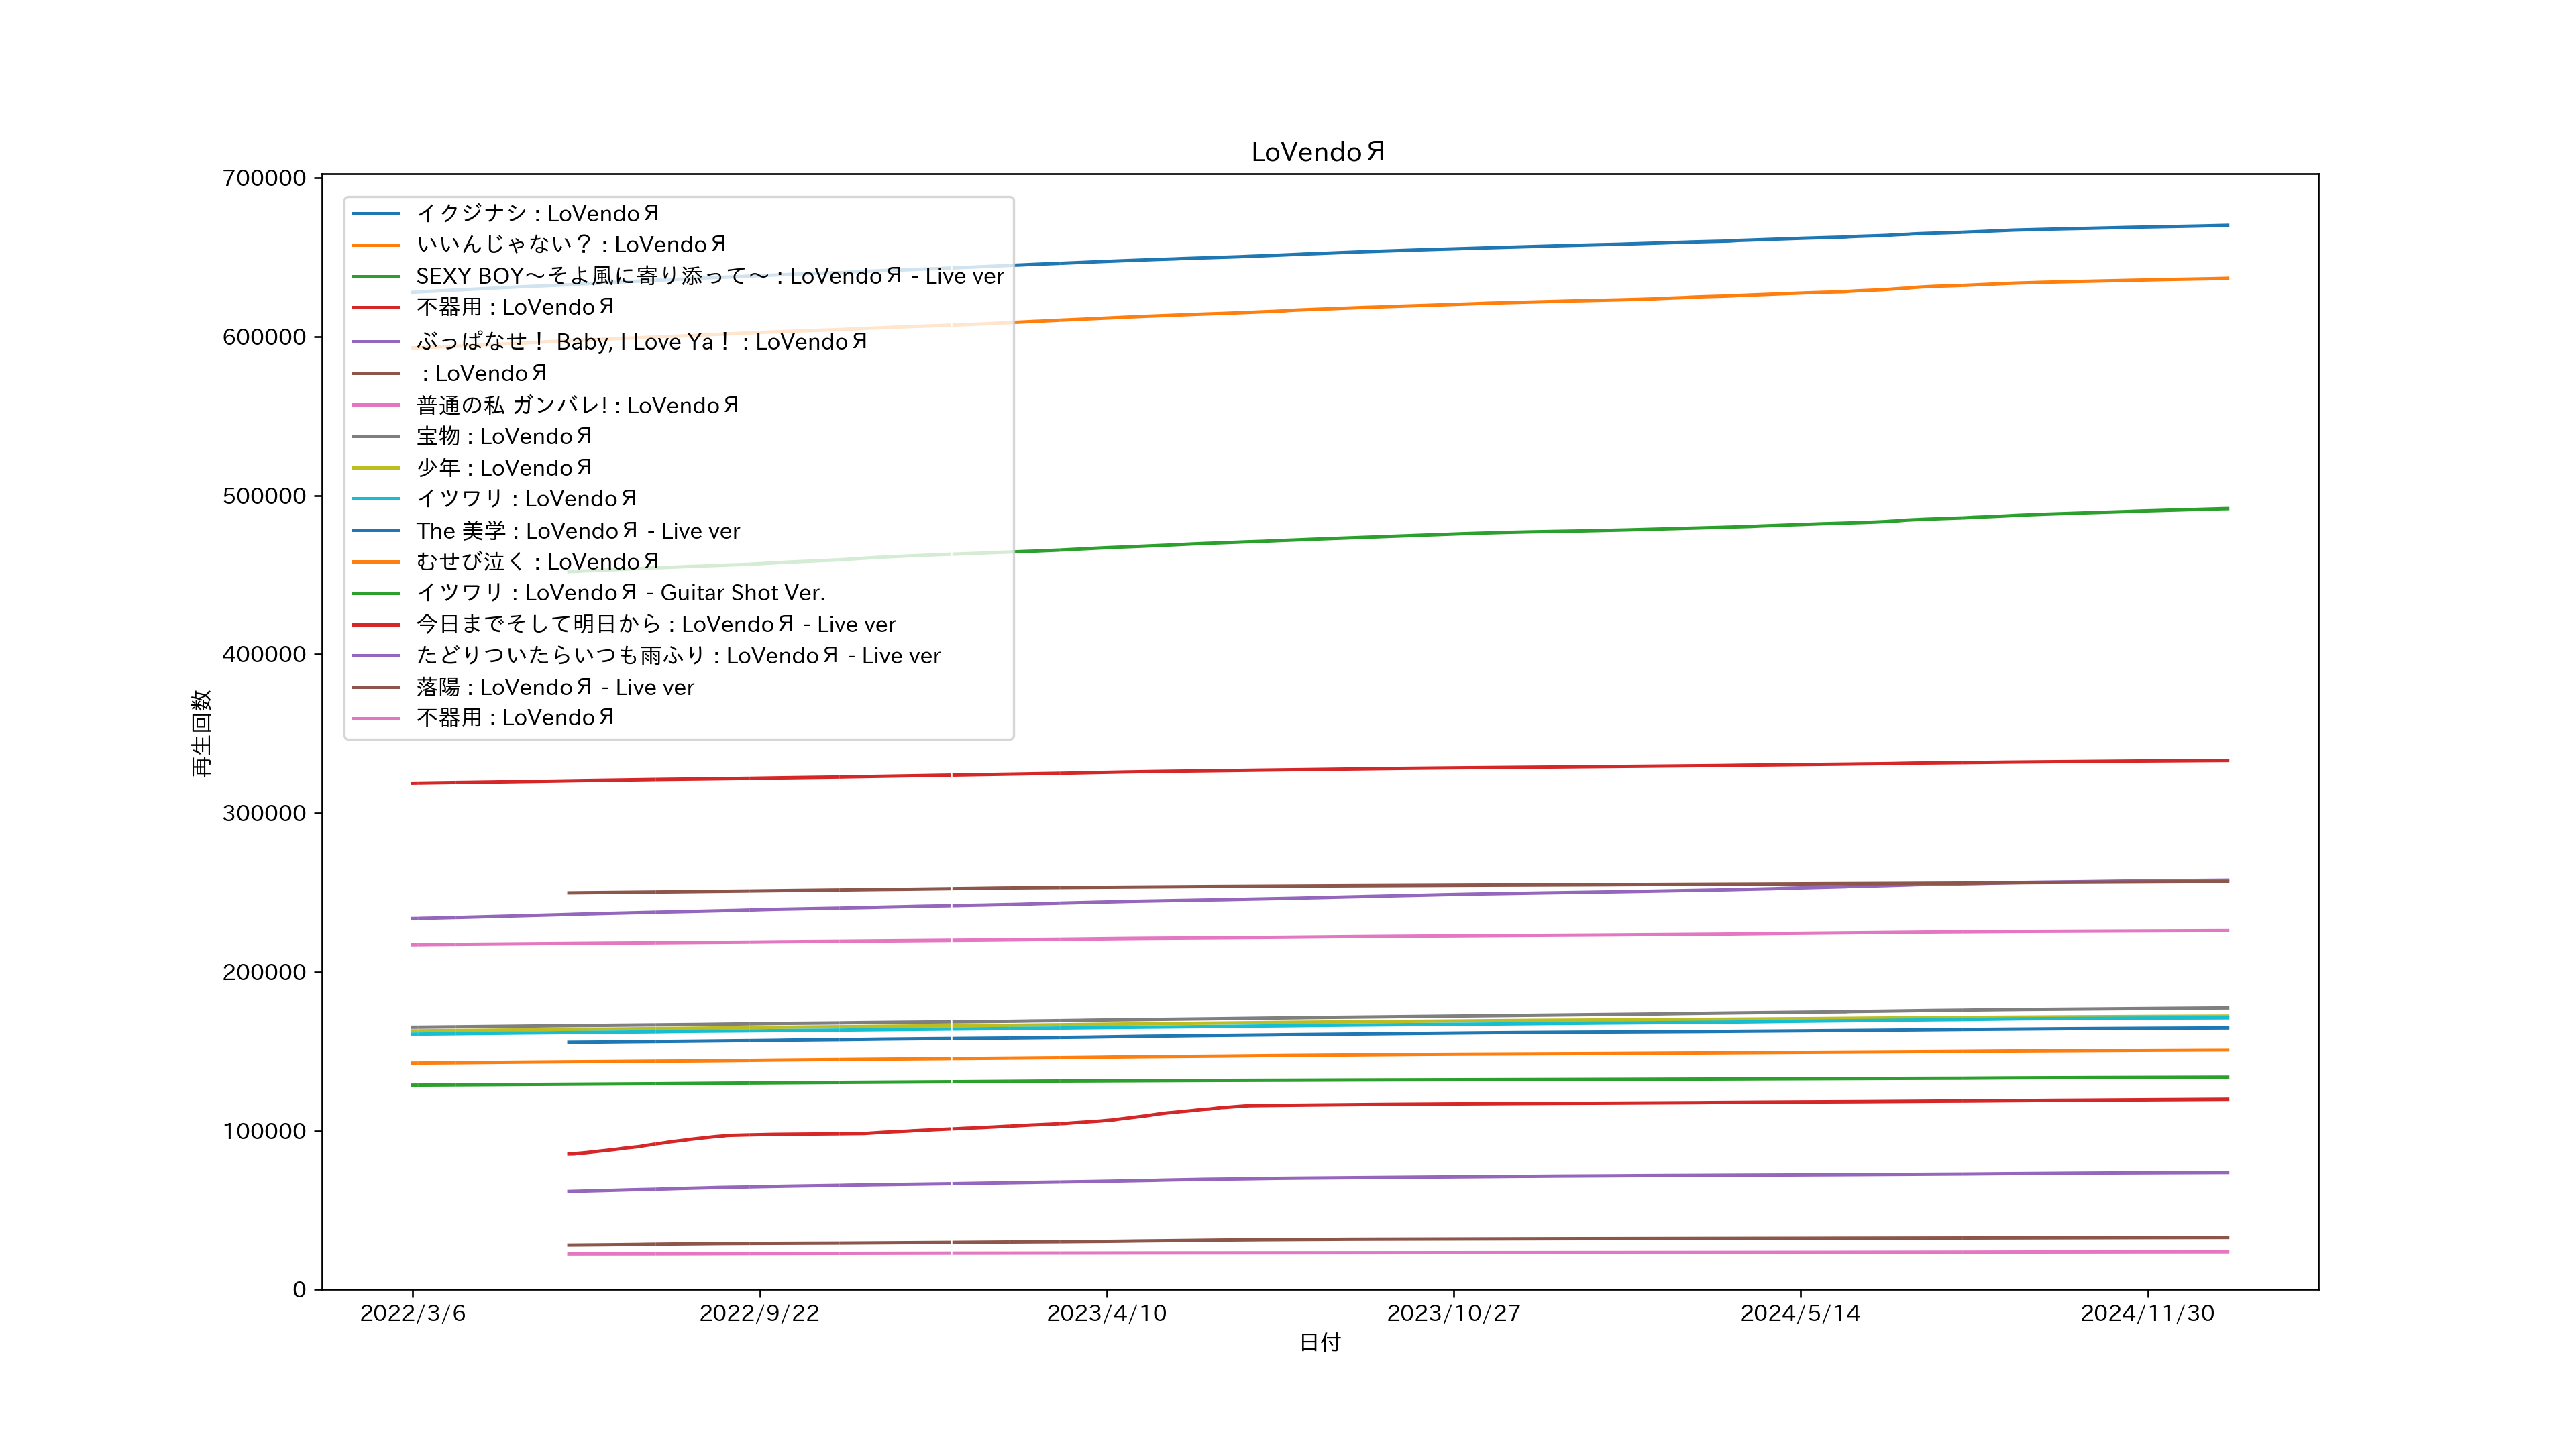 LoVendoЯ
700000
600000
500000
400000
300000
200000
100000
0
再生回数
イクジナシ : LoVendoЯ
いいんじゃない？ : LoVendoЯ
SEXY BOY〜そよ風に寄り添って〜 : LoVendoЯ - Live ver
不器用 : LoVendoЯ
ぶっぱなせ！ Baby, I Love Ya！ : LoVendoЯ
: LoVendoЯ
普通の私 ガンバレ! : LoVendoЯ
宝物 : LoVendoЯ
少年 : LoVendoЯ
イツワリ : LoVendoЯ
The 美学 : LoVendoЯ - Live ver
むせび泣く : LoVendoЯ
イツワリ : LoVendoЯ - Guitar Shot Ver.
今日までそして明日から : LoVendoЯ - Live ver
たどりついたらいつも雨ふり : LoVendoЯ - Live ver
落陽 : LoVendoЯ - Live ver
不器用 : LoVendoЯ
2022/3/6 2022/9/22 2023/4/10 2023/10/27 2024/5/14 2024/11/30
日付